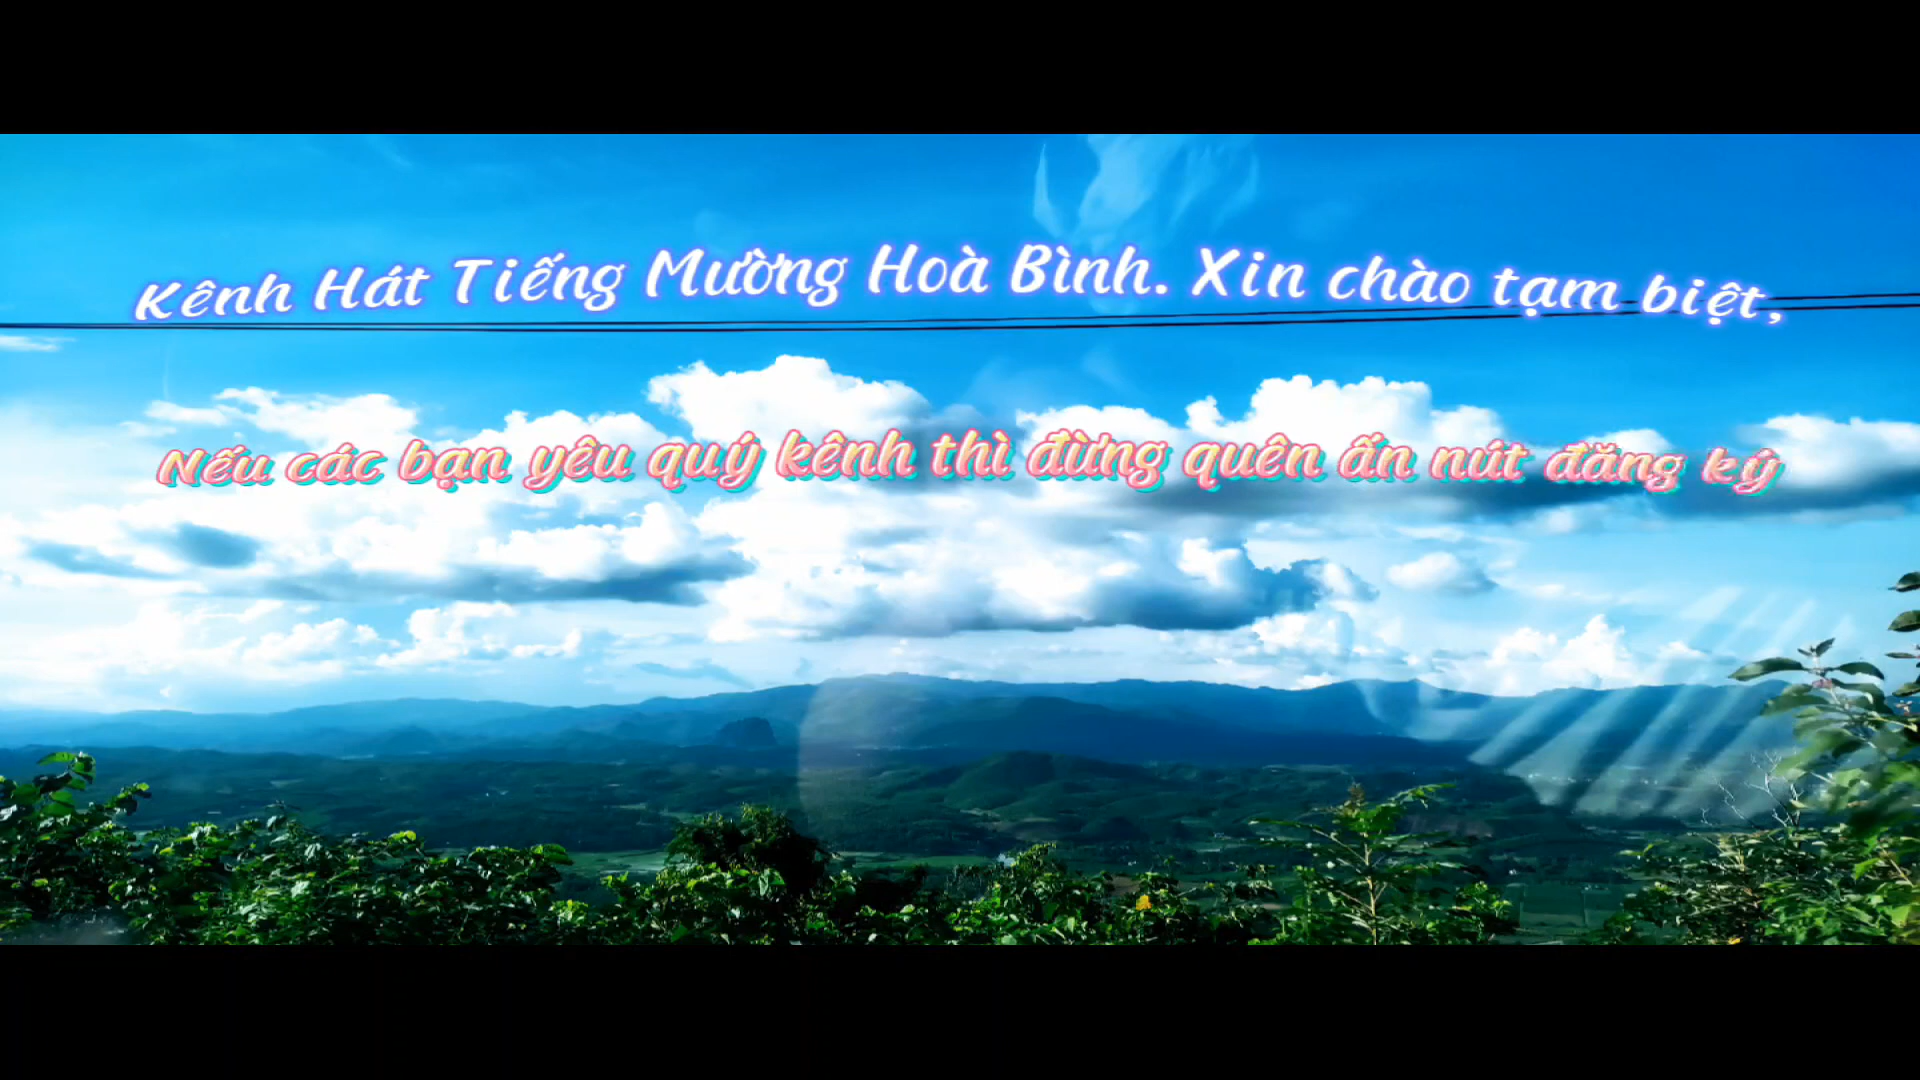 Kênh Hát Tiếng Mường Hoà Bình. Xin chào tạm biệt,
Nếu các bạn yêu quý kênh thì đừng quên ấn nút đăng ký